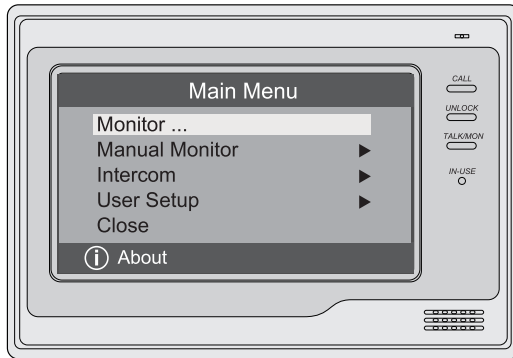 Main Menu
Monitor ...
Manual Monitor
Intercom
User Setup
Close
About
CALL
UNLOCK
TALK/MON
IN-USE